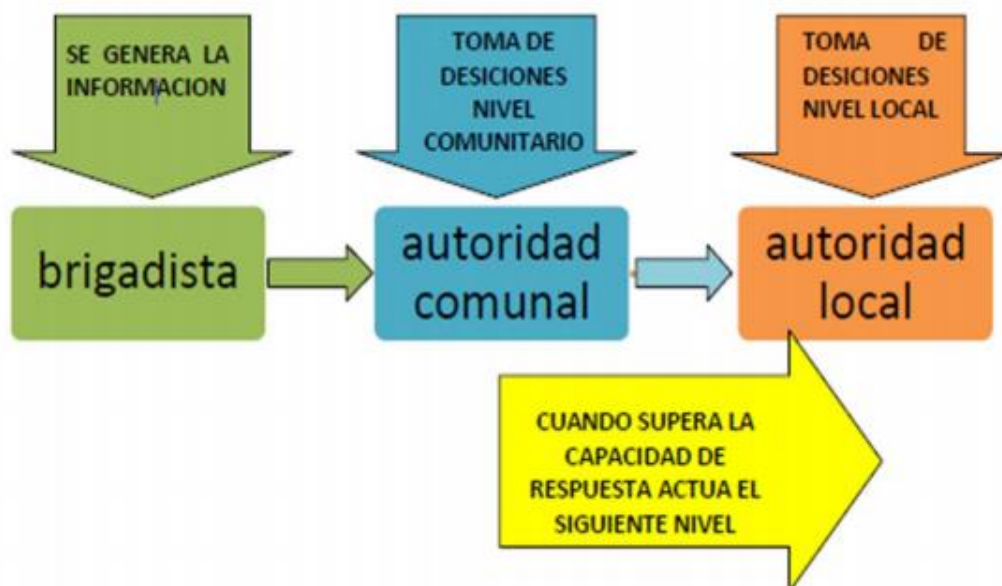 SE GENERA LA
INFORMACION
TOMA DE
DESICIONES
NIVEL
COMUNITARIO
TOMA DE
DESICIONES
NIVEL LOCAL
brigadista
autoridad
comunal
autoridad
local
CUANDO SUPERA LA
CAPACIDAD DE
RESPUESTA ACTUA EL
SIGUIENTE NIVEL